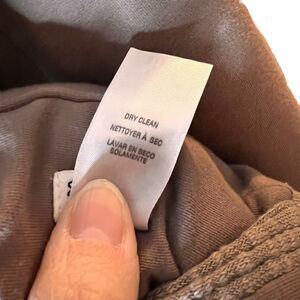 DRY CLEAN
NETTOYER À SEC
LAVAR EN SECO
SOLAMENTE